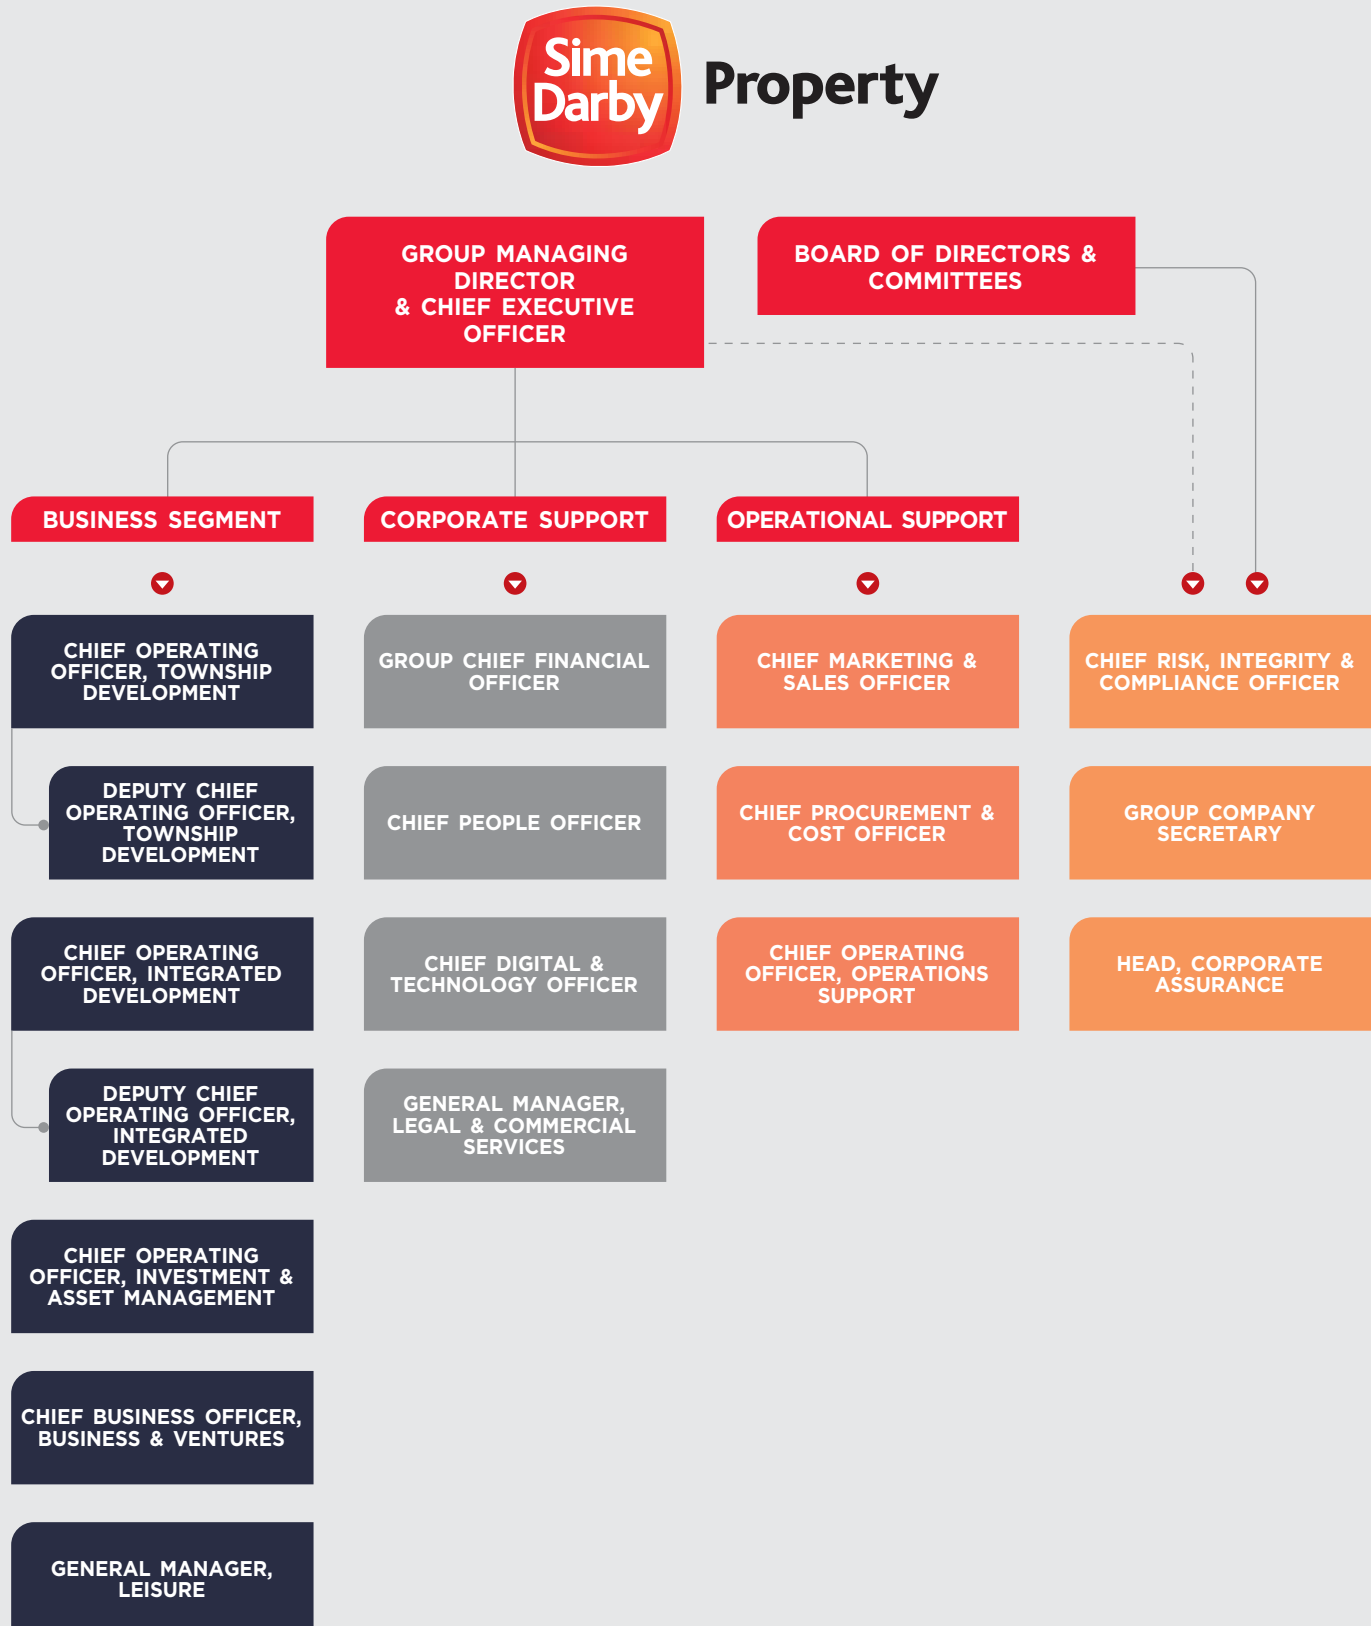 Sime
Darby
Property
GROUP MANAGING
DIRECTOR
& CHIEF EXECUTIVE
OFFICER
BOARD OF DIRECTORS &
COMMITTEES
BUSINESS SEGMENT
CORPORATE SUPPORT
OPERATIONAL SUPPORT
CHIEF OPERATING
OFFICER, TOWNSHIP
DEVELOPMENT
DEPUTY CHIEF
OPERATING OFFICER,
TOWNSHIP
DEVELOPMENT
CHIEF OPERATING
OFFICER, INTEGRATED
DEVELOPMENT
DEPUTY CHIEF
OPERATING OFFICER,
INTEGRATED
DEVELOPMENT
CHIEF OPERATING
OFFICER, INVESTMENT &
ASSET MANAGEMENT
CHIEF BUSINESS OFFICER,
BUSINESS & VENTURES
GENERAL MANAGER,
LEISURE
GROUP CHIEF FINANCIAL
OFFICER
CHIEF PEOPLE OFFICER
CHIEF DIGITAL &
TECHNOLOGY OFFICER
GENERAL MANAGER,
LEGAL & COMMERCIAL
SERVICES
CHIEF MARKETING &
SALES OFFICER
CHIEF PROCUREMENT &
COST OFFICER
CHIEF OPERATING
OFFICER, OPERATIONS
SUPPORT
CHIEF RISK, INTEGRITY &
COMPLIANCE OFFICER
GROUP COMPANY
SECRETARY
HEAD, CORPORATE
ASSURANCE